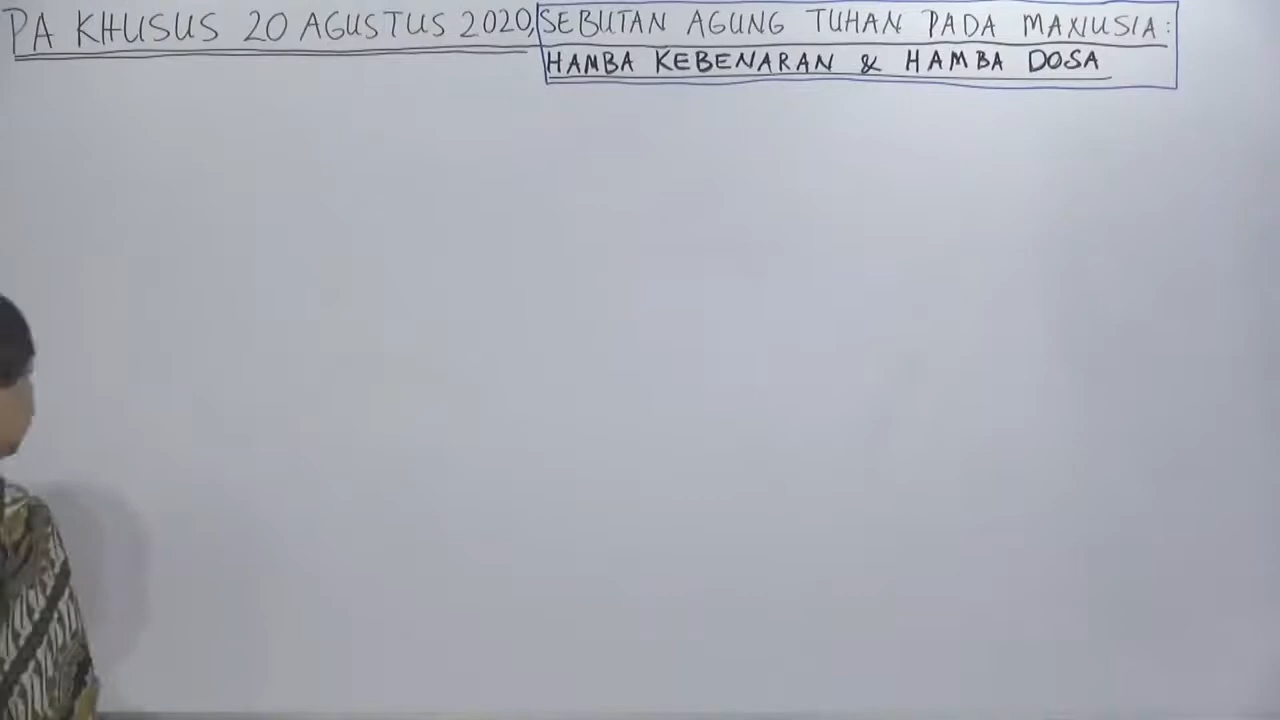 PA KHUSUS 20 AGUSTUS 2020, SEBUTAN AGUNG TUHAN PADA MANUSIA:
HAMBA KEBENARAN & HAMBA DOSA